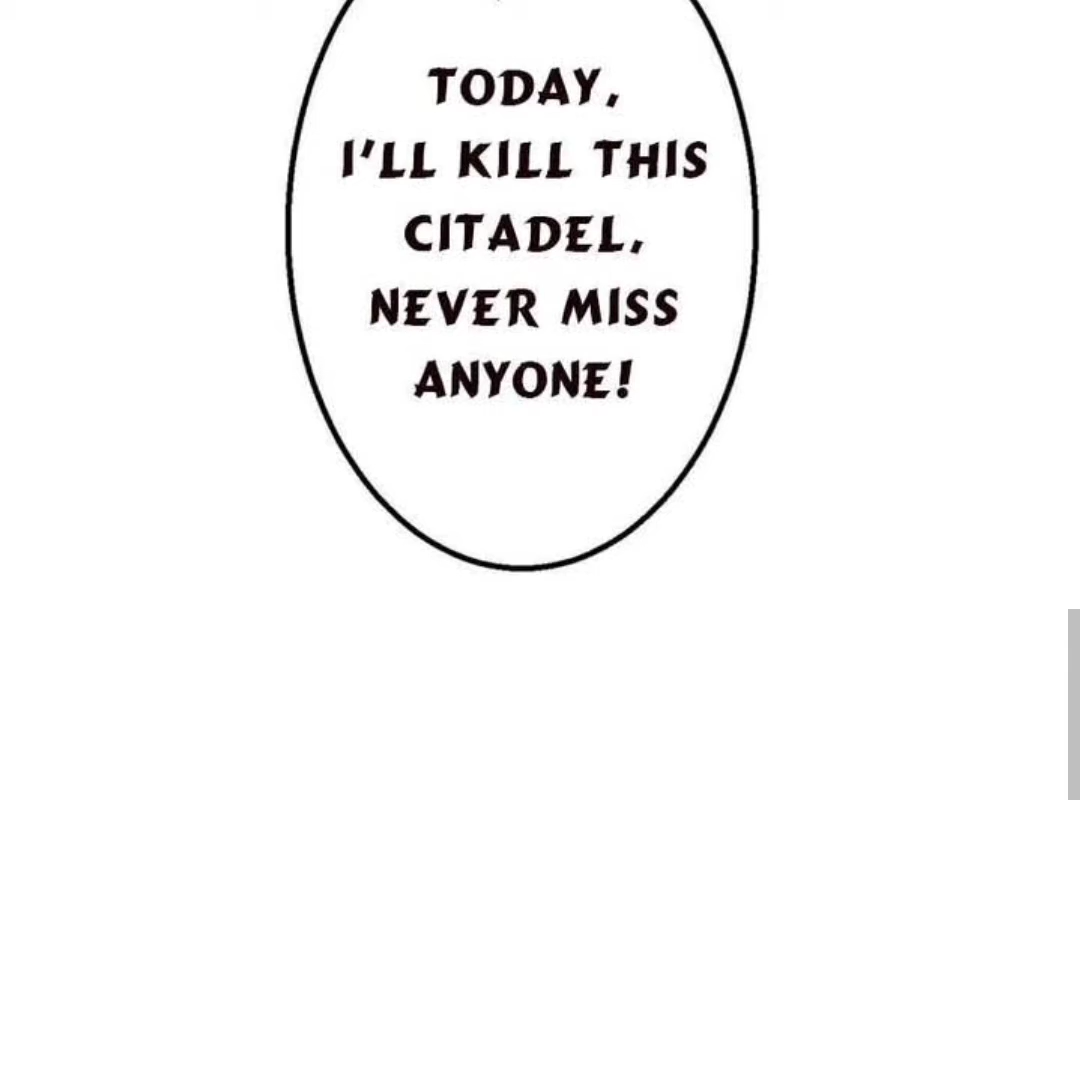 TODAY,
I'LL KILL THIS
CITADEL,
NEVER MISS
ANYONE!